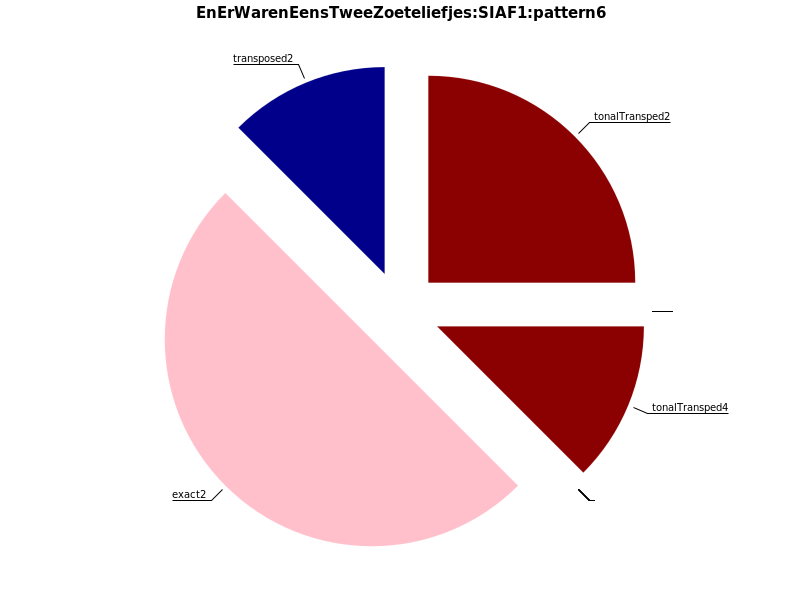 EnErWarenEensTweeZoeteliefjes:SIAF1:pattern6
transposed2
tonalTransped2
tonalTransped4
exact2